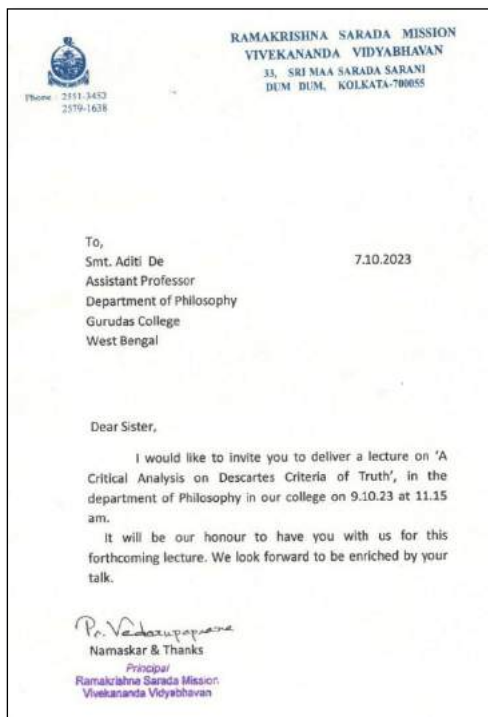 RAMAKRISHNA SARADA MISSION
VIVEKANANDA VIDYABHAVAN
33, SRI MAA SARADA SARANI
DUM DUM, KOLKATA-700055
Phone : 2551-3452
2579-1638
To,
Smt. Aditi De 7.10.2023
Assistant Professor
Department of Philosophy
Gurudas College
West Bengal
Dear Sister,
I would like to invite you to deliver a lecture on 'A
Critical Analysis on Descartes Criteria of Truth', in the
department of Philosophy in our college on 9.10.23 at 11.15
am.
It will be our honour to have you with us for this
forthcoming lecture. We look forward to be enriched by your
talk.
Pr. Vedarupaprana
Namaskar & Thanks
Principal
Ramakrishna Sarada Mission
Vivekananda Vidyabhavan